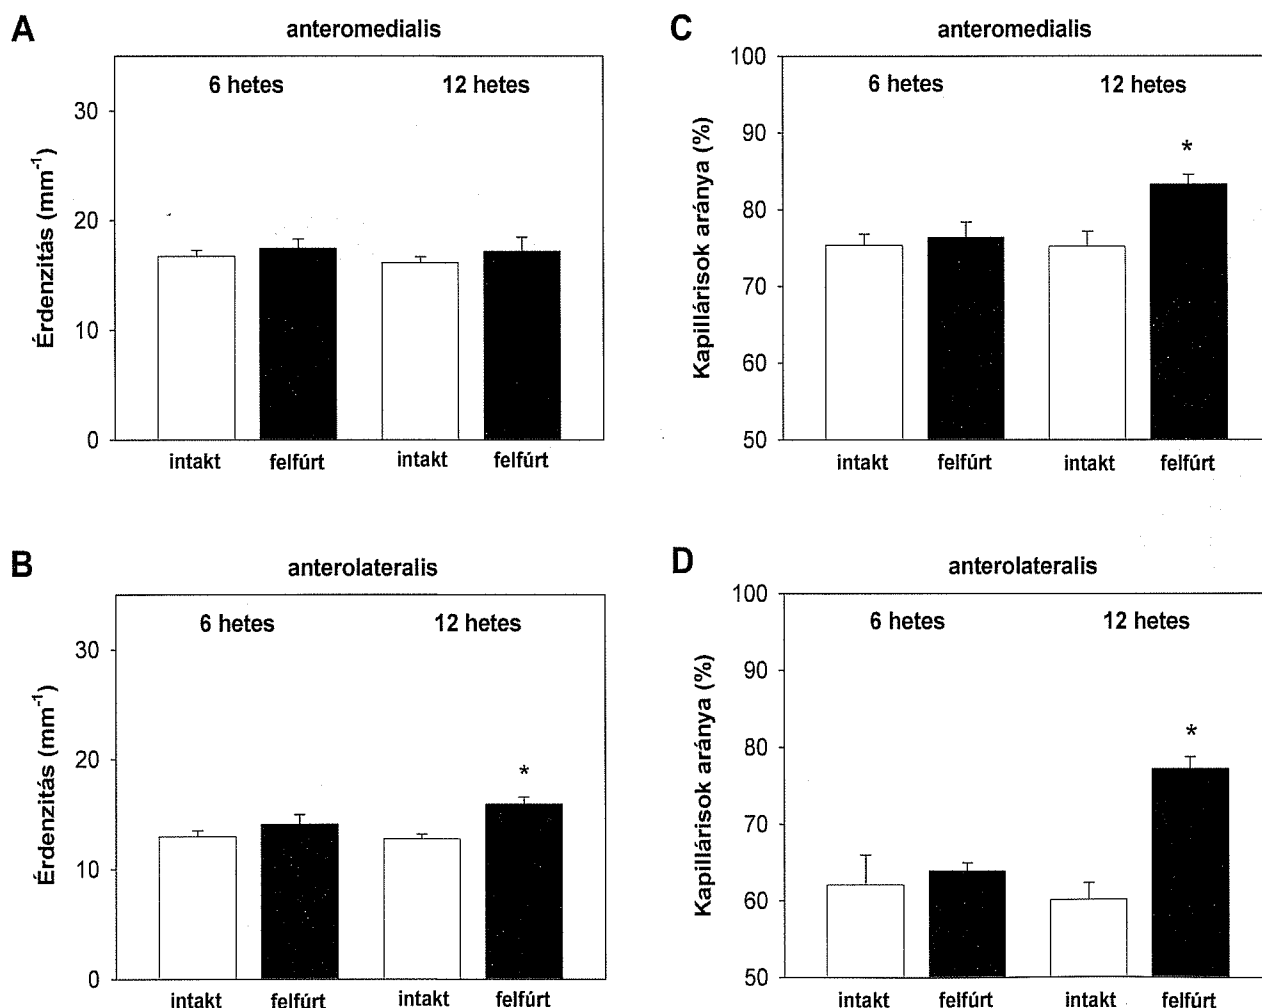 A
anteromedialis
6 hetes 12 hetes
Érdenzitás (mm-1)
30
20
10
0
intakt felfúrt intakt felfúrt
C
anteromedialis
6 hetes 12 hetes
Kapillárisok aránya (%)
100
90
80
70
60
50
*
intakt felfúrt intakt felfúrt
B
anterolateralis
6 hetes 12 hetes
Érdenzitás (mm-1)
30
20
10
0
*
intakt felfúrt intakt felfúrt
D
anterolateralis
6 hetes 12 hetes
Kapillárisok aránya (%)
100
90
80
70
60
50
*
intakt felfúrt intakt felfúrt